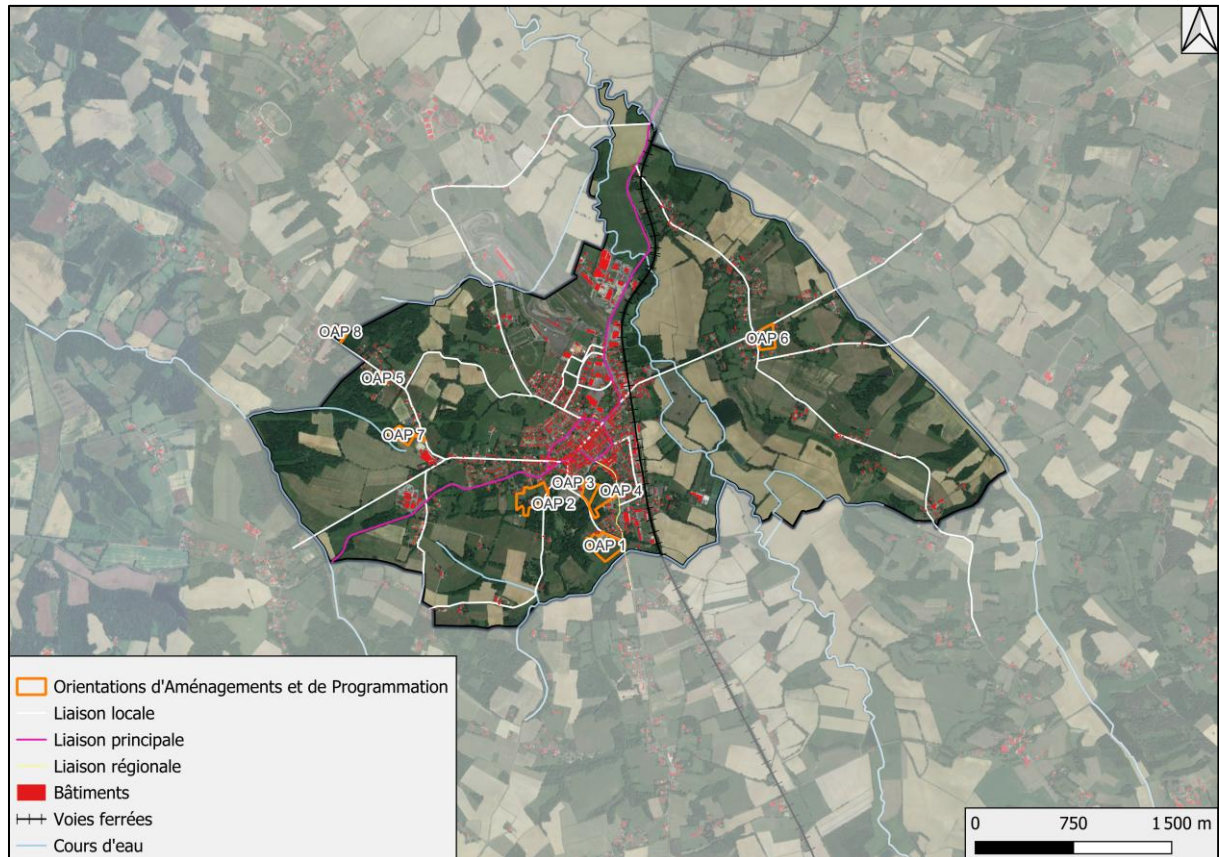 OAP 8
OAP 6
OAP 5
OAP 7
OAP 3
OAP 4
OAP 2
OAP 1
Orientations d'Aménagements et de Programmation
Liaison locale
Liaison principale
Liaison régionale
Bâtiments
Voies ferrées
Cours d'eau
0 750 1 500 m